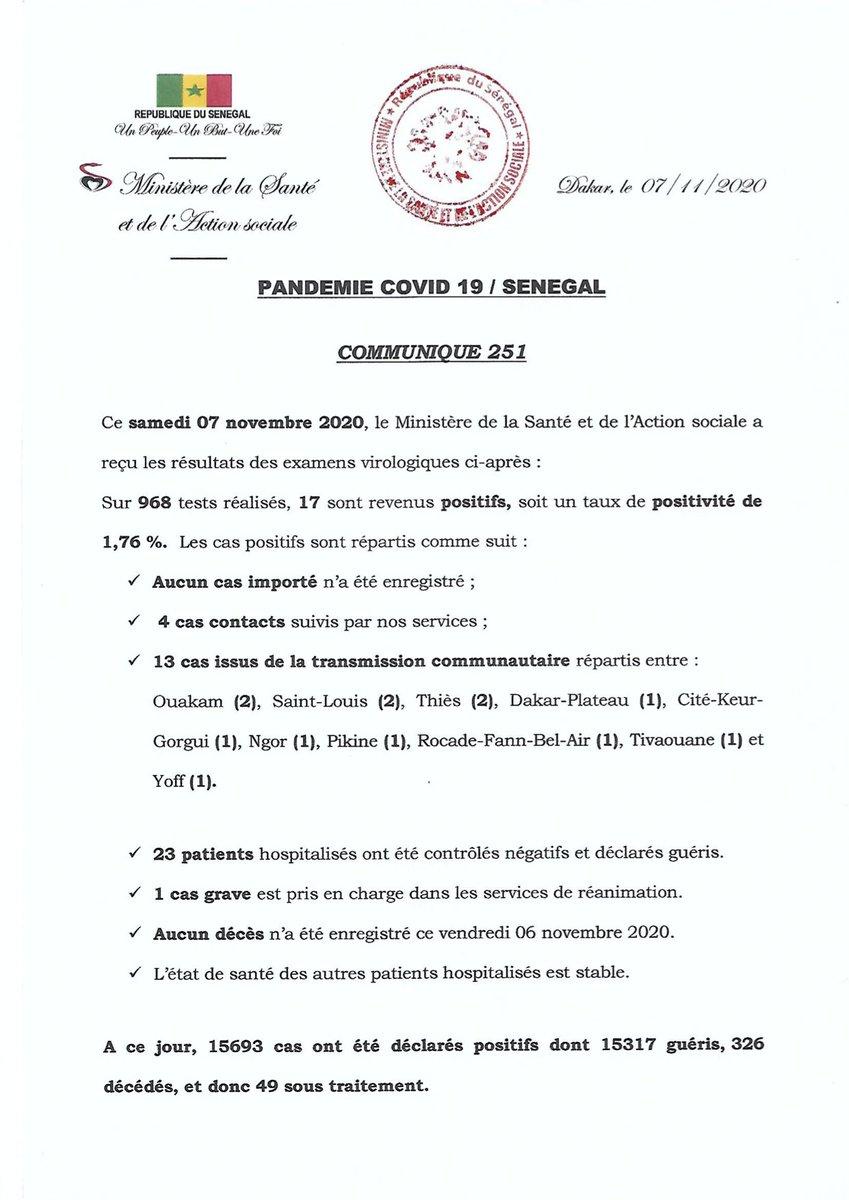 REPUBLIQUE DU SENEGAL
Un Peuple-Un But-Une Foi
Ministère de la Santé
et de l'Action sociale
République du Sénégal
MINISTERE DE LA SANTE ET DE L'ACTION SOCIALE
Dakar, le 07/11/2020
PANDEMIE COVID 19 / SENEGAL
COMMUNIQUE 251
Ce samedi 07 novembre 2020, le Ministère de la Santé et de l'Action sociale a
reçu les résultats des examens virologiques ci-après :
Sur 968 tests réalisés, 17 sont revenus positifs, soit un taux de positivité de
1,76 %. Les cas positifs sont répartis comme suit :
✓ Aucun cas importé n'a été enregistré ;
✓ 4 cas contacts suivis par nos services ;
✓ 13 cas issus de la transmission communautaire répartis entre :
Ouakam (2), Saint-Louis (2), Thiès (2), Dakar-Plateau (1), Cité-Keur-
Gorgui (1), Ngor (1), Pikine (1), Rocade-Fann-Bel-Air (1), Tivaouane (1) et
Yoff (1).
✓ 23 patients hospitalisés ont été contrôlés négatifs et déclarés guéris.
✓ 1 cas grave est pris en charge dans les services de réanimation.
✓ Aucun décès n'a été enregistré ce vendredi 06 novembre 2020.
✓ L'état de santé des autres patients hospitalisés est stable.
A ce jour, 15693 cas ont été déclarés positifs dont 15317 guéris, 326
décédés, et donc 49 sous traitement.